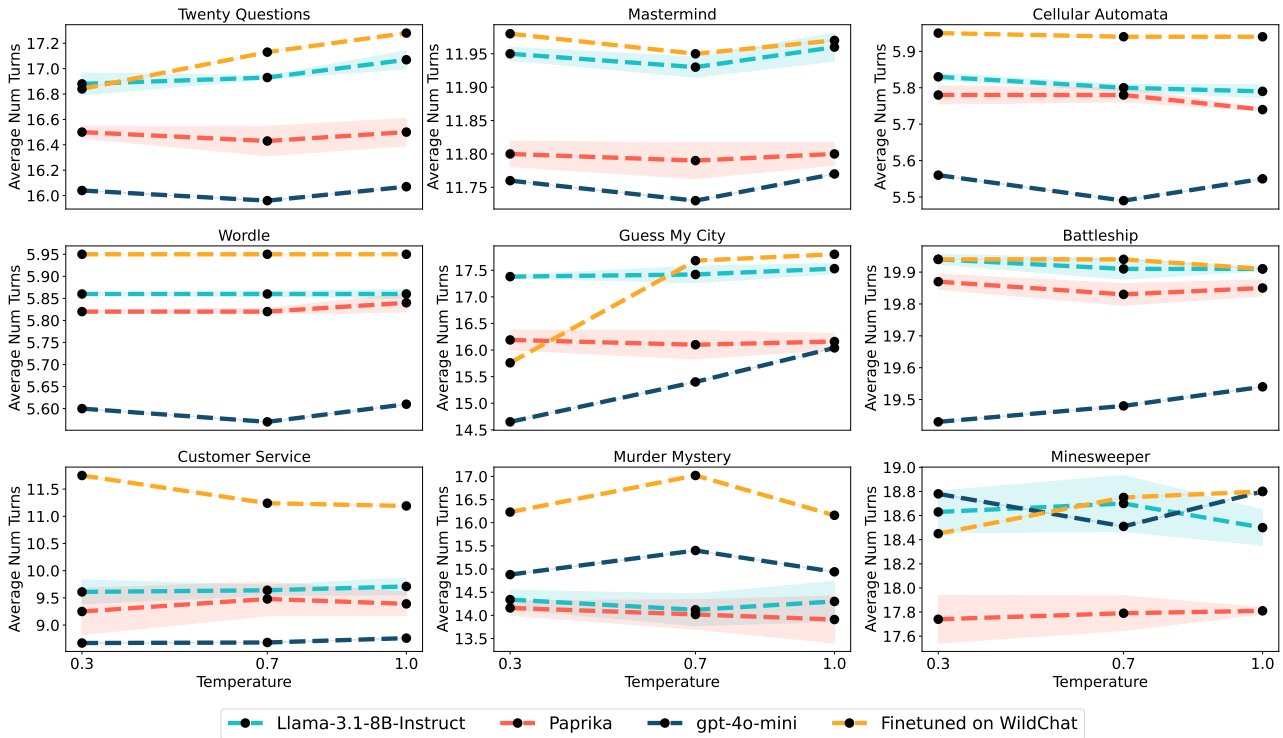 Twenty Questions
Average Num Turns
17.2
17.0
16.8
16.6
16.4
16.2
16.0
Mastermind
Average Num Turns
11.95
11.90
11.85
11.80
11.75
Cellular Automata
Average Num Turns
5.9
5.8
5.7
5.6
5.5
Wordle
Average Num Turns
5.95
5.90
5.85
5.80
5.75
5.70
5.65
5.60
Guess My City
Average Num Turns
17.5
17.0
16.5
16.0
15.5
15.0
14.5
Battleship
Average Num Turns
19.9
19.8
19.7
19.6
19.5
Customer Service
Average Num Turns
11.5
11.0
10.5
10.0
9.5
9.0
0.3 0.7 1.0
Temperature
Murder Mystery
Average Num Turns
17.0
16.5
16.0
15.5
15.0
14.5
14.0
13.5
0.3 0.7 1.0
Temperature
Minesweeper
Average Num Turns
19.0
18.8
18.6
18.4
18.2
18.0
17.8
17.6
0.3 0.7 1.0
Temperature
Llama-3.1-8B-Instruct Paprika gpt-4o-mini Finetuned on WildChat